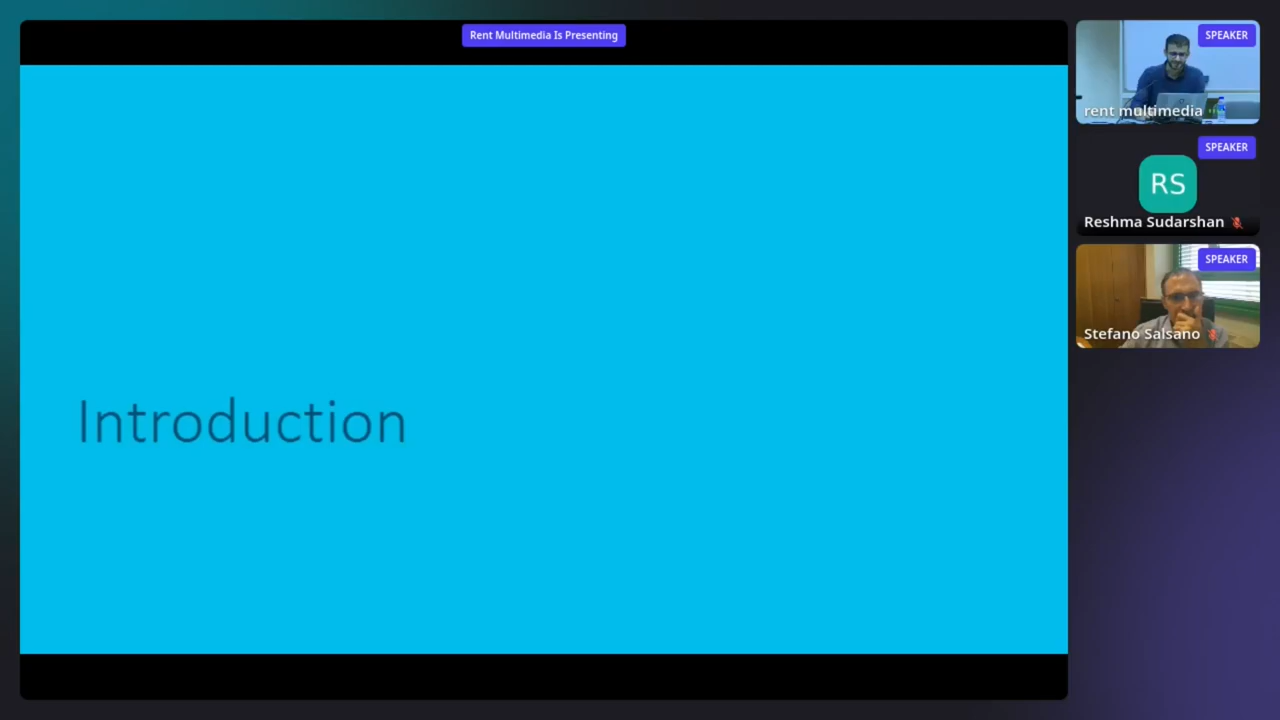 Rent Multimedia Is Presenting
Introduction
SPEAKER
rent multimedia
SPEAKER
RS
Reshma Sudarshan
SPEAKER
Stefano Salsano